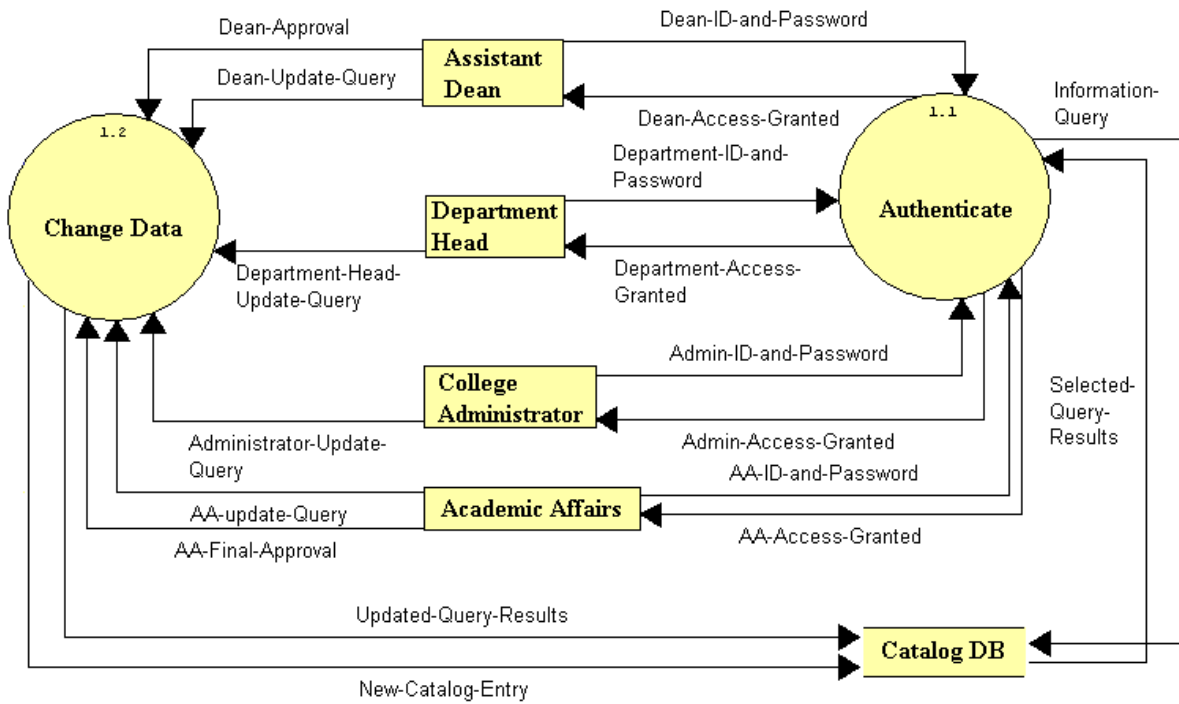 Dean-ID-and-Password
Dean-Approval
Assistant
Dean
Dean-Update-Query
Information-
Query
Dean-Access-Granted
1.2
1.1
Department-ID-and-
Password
Change Data
Department
Head
Authenticate
Department-Head-
Update-Query
Department-Access-
Granted
Admin-ID-and-Password
College
Administrator
Selected-
Query-
Results
Administrator-Update-
Query
Admin-Access-Granted
AA-ID-and-Password
Academic Affairs
AA-update-Query
AA-Final-Approval
AA-Access-Granted
Updated-Query-Results
Catalog DB
New-Catalog-Entry